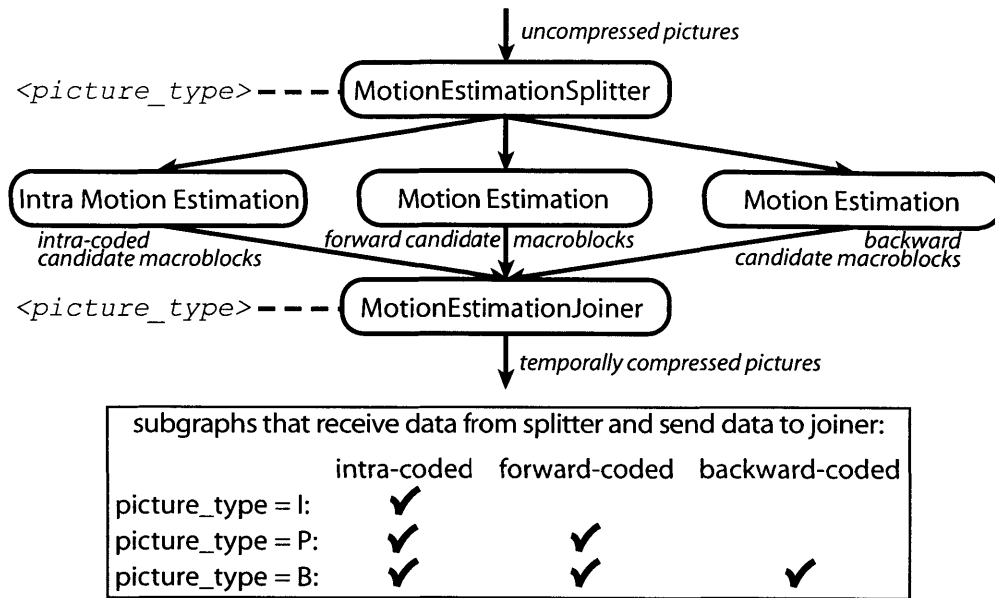 uncompressed pictures
<picture_type>
MotionEstimationSplitter
Intra Motion Estimation
Motion Estimation
Motion Estimation
intra-coded
candidate macroblocks
forward candidate macroblocks
backward
candidate macroblocks
<picture_type>
MotionEstimationJoiner
temporally compressed pictures
subgraphs that receive data from splitter and send data to joiner:
intra-coded forward-coded backward-coded
picture_type = I: ✓
picture_type = P: ✓ ✓
picture_type = B: ✓ ✓ ✓